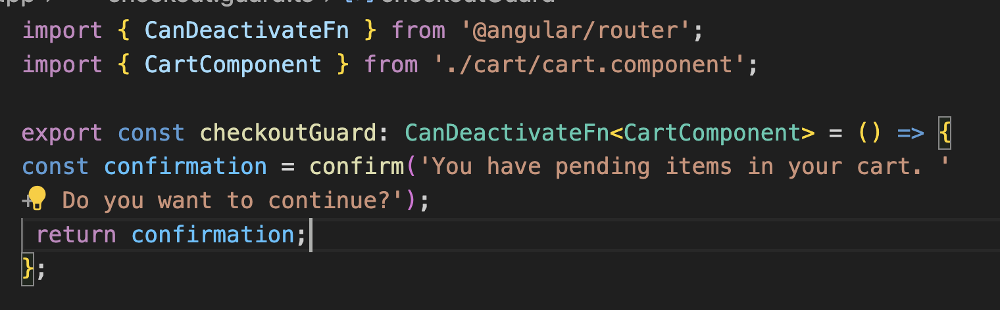 checkout.guard.ts > checkoutGuard
import { CanDeactivateFn } from '@angular/router';
import { CartComponent } from './cart/cart.component';
export const checkoutGuard: CanDeactivateFn<CartComponent> = () => {
const confirmation = confirm('You have pending items in your cart. '
+ Do you want to continue?');
return confirmation;
};